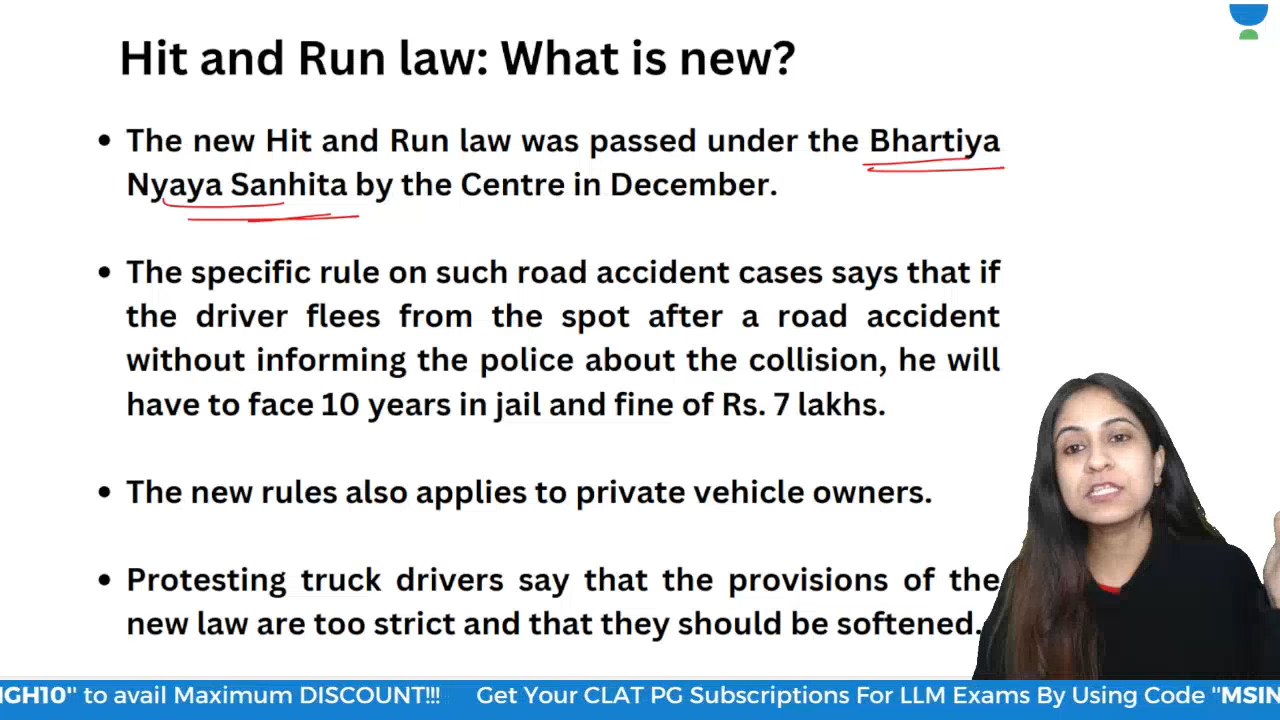 Hit and Run law: What is new?
• The new Hit and Run law was passed under the Bhartiya
Nyaya Sanhita by the Centre in December.
• The specific rule on such road accident cases says that if
the driver flees from the spot after a road accident
without informing the police about the collision, he will
have to face 10 years in jail and fine of Rs. 7 lakhs.
• The new rules also applies to private vehicle owners.
• Protesting truck drivers say that the provisions of the
new law are too strict and that they should be softened.
IGH10" to avail Maximum DISCOUNT!!! Get Your CLAT PG Subscriptions For LLM Exams By Using Code "MSIN